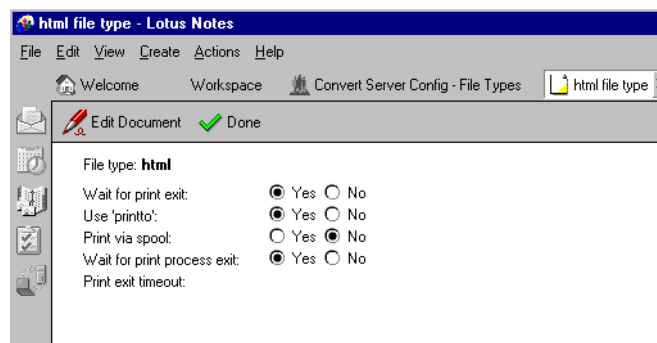 html file type - Lotus Notes
File Edit View Create Actions Help
Welcome Workspace Convert Server Config - File Types html file type
Edit Document Done
File type: html
Wait for print exit: Yes No
Use 'printto': Yes No
Print via spool: Yes No
Wait for print process exit: Yes No
Print exit timeout: